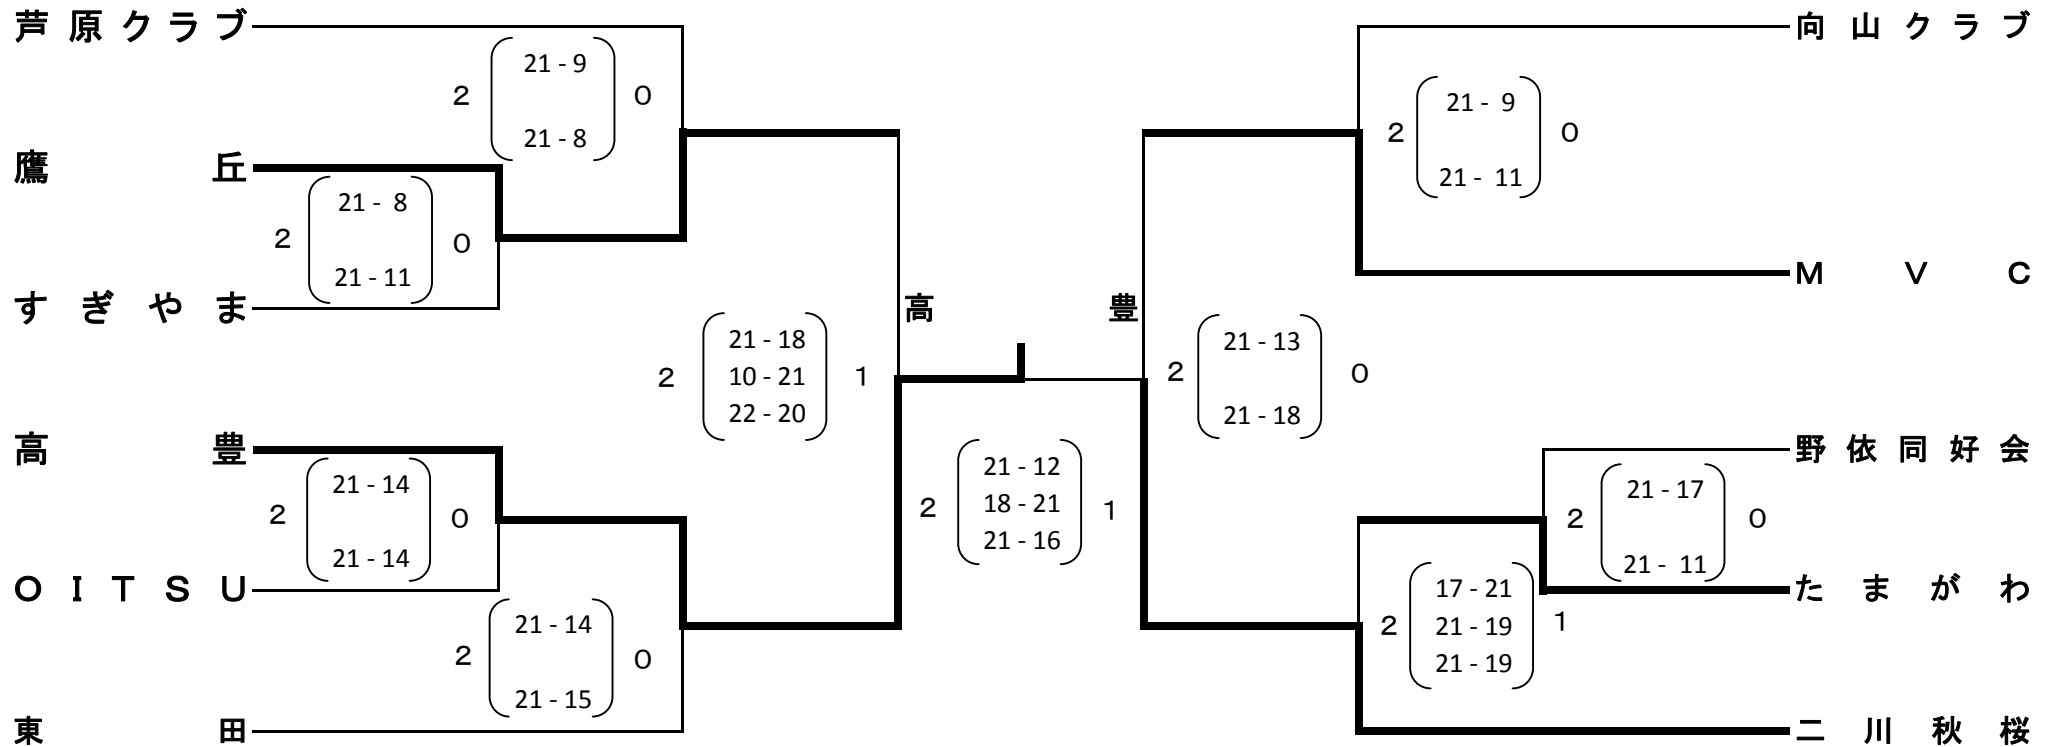 芦原クラブ
向山クラブ
21 - 9
2 0
21 - 8
21 - 9
2 0
21 - 11
鷹丘
21 - 8
2 0
21 - 11
すぎやま
MVC
高豊
21 - 18
2 10 - 21 1
22 - 20
21 - 13
2 0
21 - 18
高豊
21 - 14
2 0
21 - 14
21 - 12
2 18 - 21 1
21 - 16
野依同好会
21 - 17
2 0
21 - 11
OITSU
たまがわ
21 - 14
2 0
21 - 15
17 - 21
2 21 - 19 1
21 - 19
東田
二川秋桜